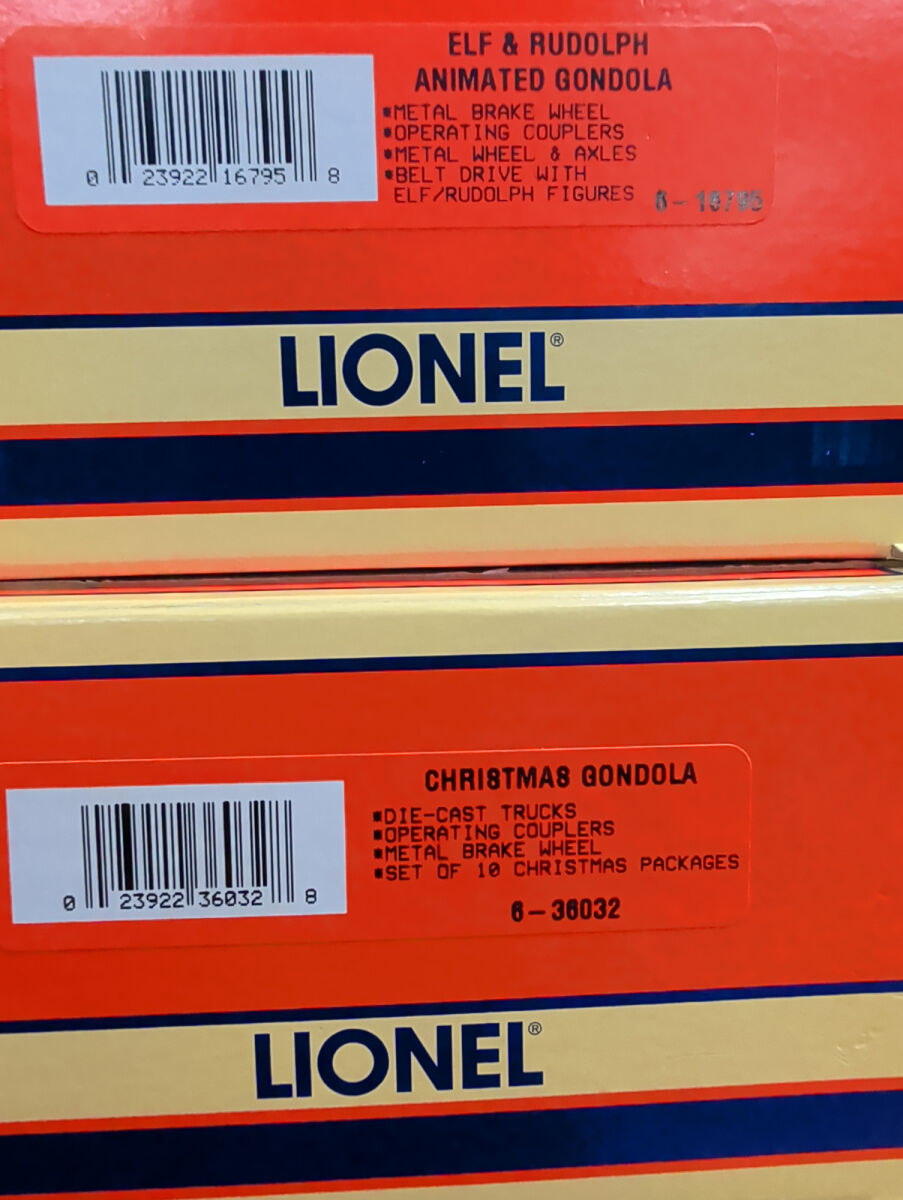 ELF & RUDOLPH
ANIMATED GONDOLA
*METAL BRAKE WHEEL
*OPERATING COUPLERS
*METAL WHEEL & AXLES
*BELT DRIVE WITH
ELF/RUDOLPH FIGURES
6-16795
0 23922 16795 8
LIONEL®
CHRISTMAS GONDOLA
*DIE-CAST TRUCKS
*OPERATING COUPLERS
*METAL BRAKE WHEEL
*SET OF 10 CHRISTMAS PACKAGES
6-36032
0 23922 36032 8
LIONEL®